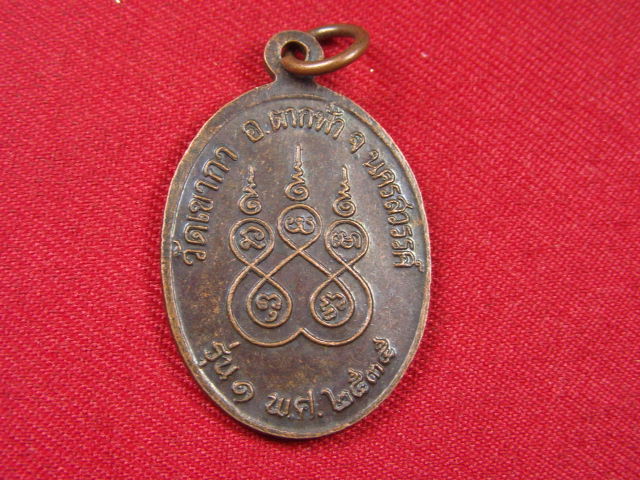 วัดเขากา อ.ตากฟ้า จ.นครสวรรค์
รุ่น ๑ พ.ศ.๒๕๓๕